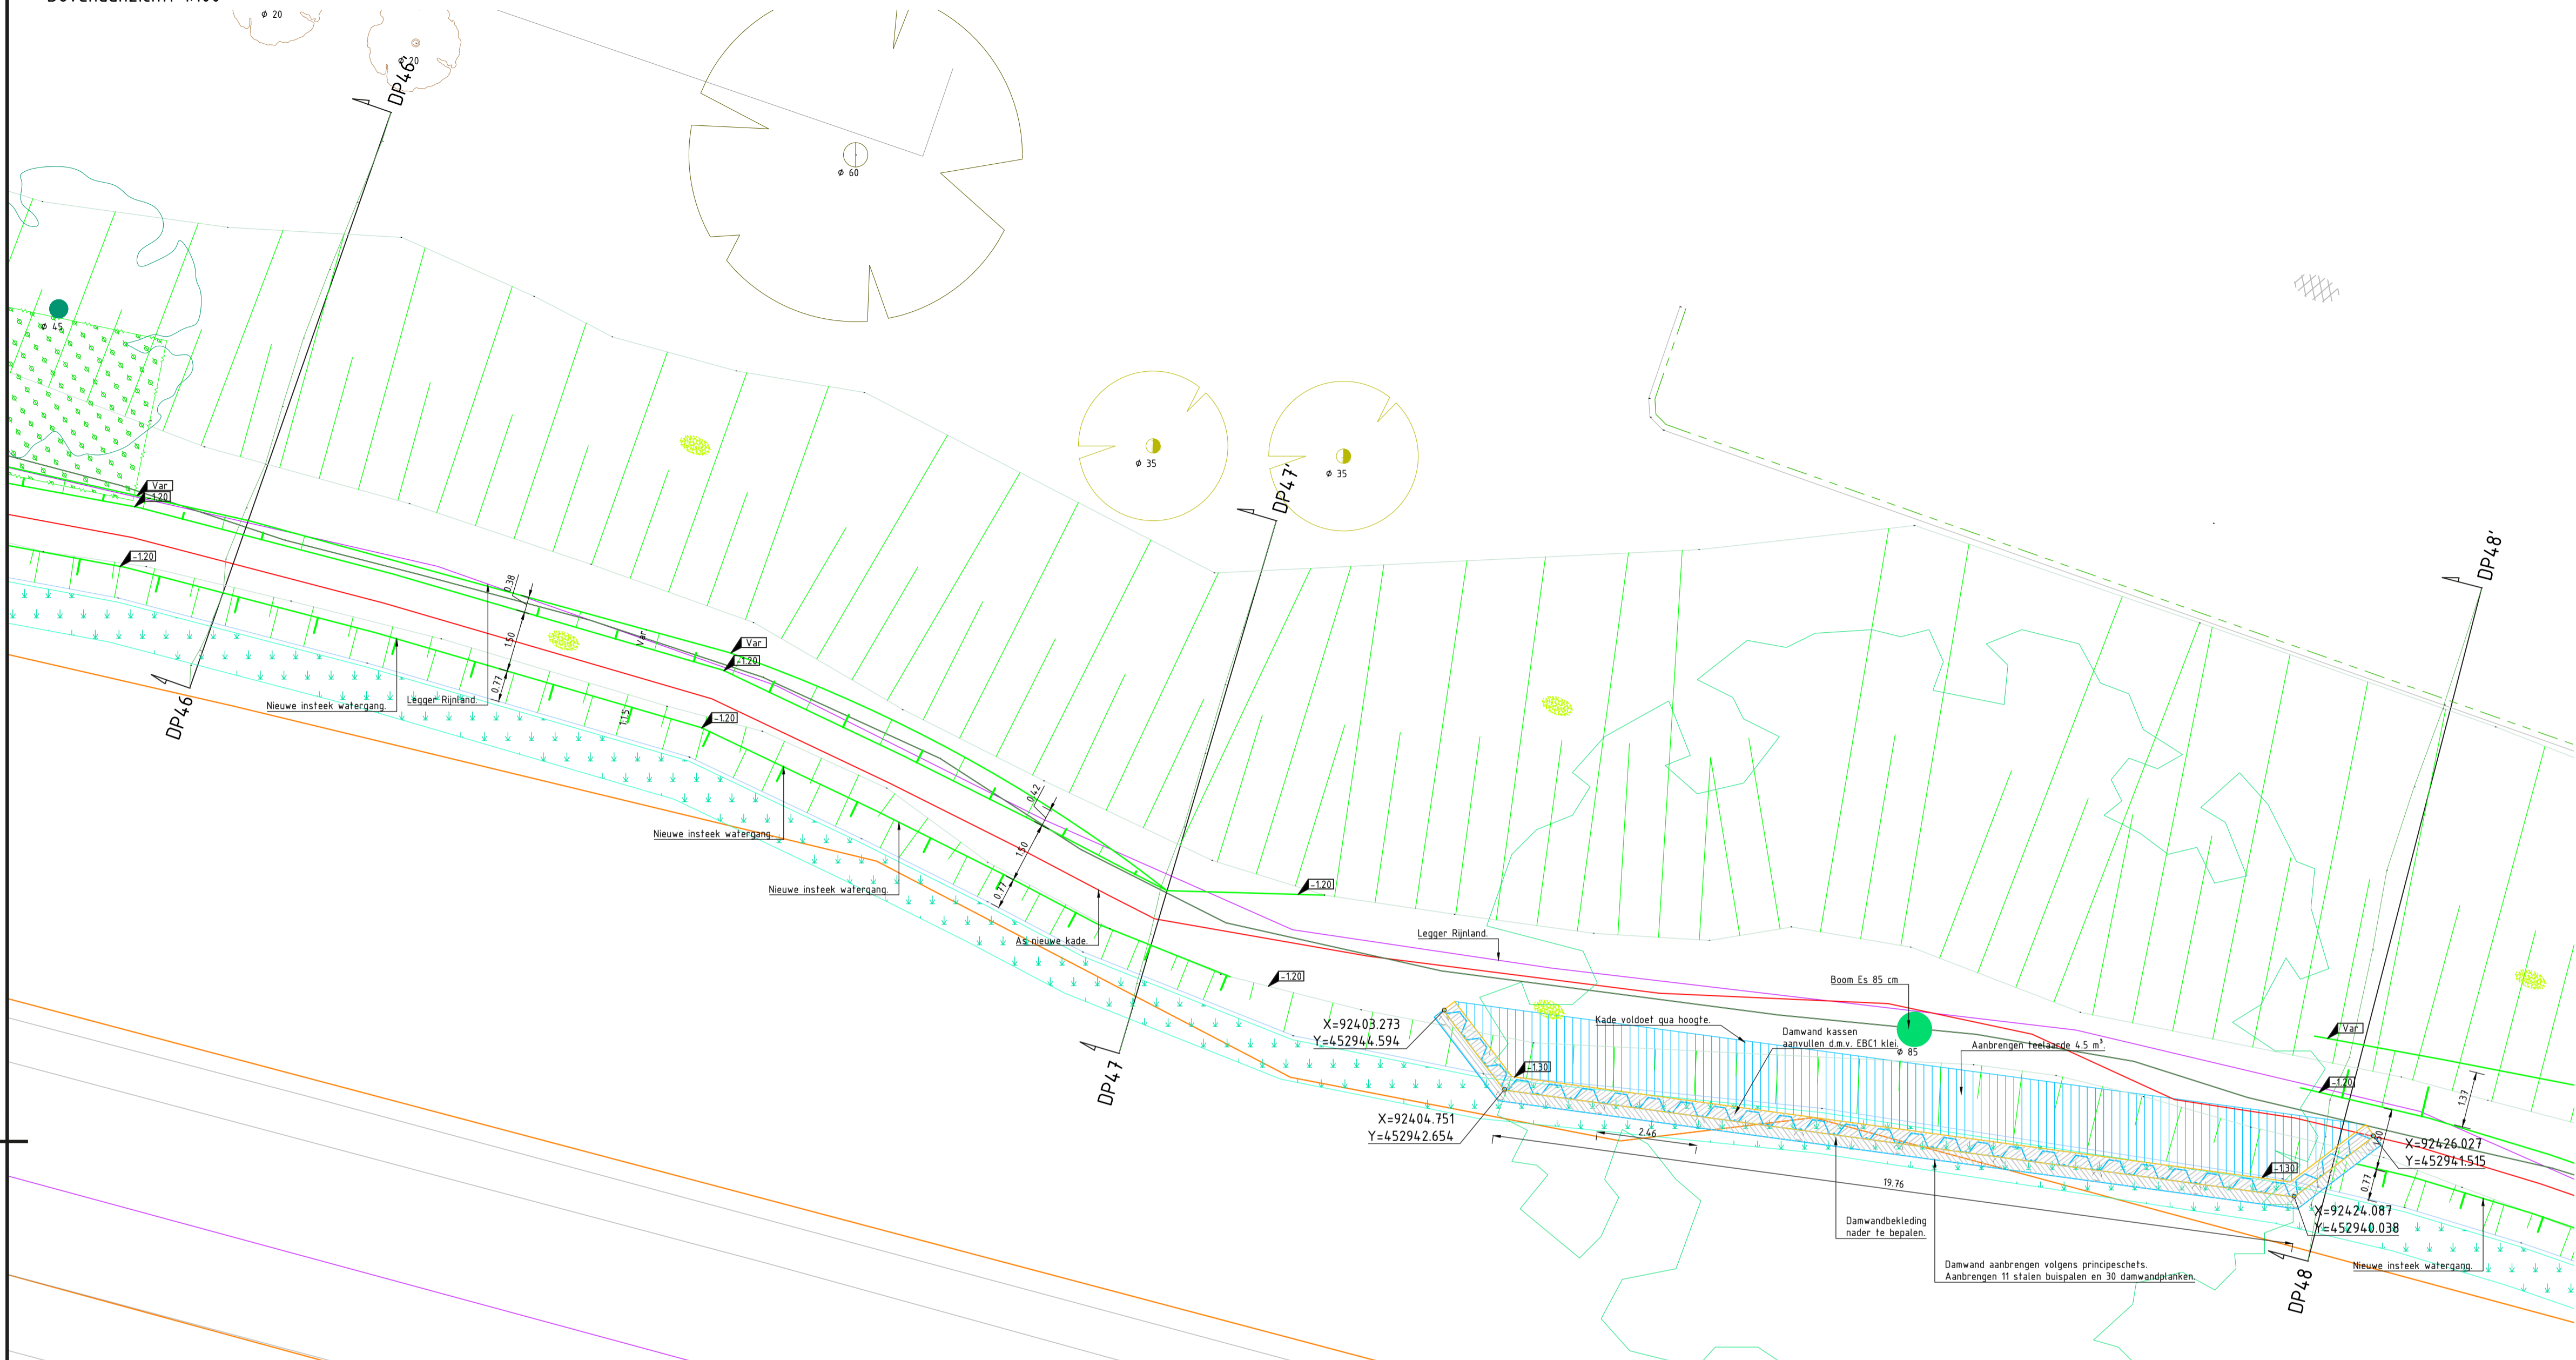 ø 20
ø 20
DP46'
ø 60
ø 45
ø 35
ø 35
DP47'
DP48'
Var
-1.20
-1.20
0.38
1.50
0.77
Var
Var
-1.20
-1.20
DP46
Nieuwe insteek watergang.
Legger Rijnland.
1:1.5
Nieuwe insteek watergang.
Nieuwe insteek watergang.
0.42
1.50
0.77
As nieuwe kade.
-1.20
-1.20
DP47
Legger Rijnland.
Boom Es 85 cm
ø 85
X=92403.273
Y=452944.594
Kade voldoet qua hoogte.
Damwand kassen
aanvullen d.m.v. EBC1 klei.
Aanbrengen teelaarde 4.5 m³.
-1.30
X=92404.751
Y=452942.654
2.46
19.76
-1.30
Var
-1.20
1.37
1.50
0.77
X=92426.027
Y=452941.515
X=92424.087
Y=452940.038
Damwandbekleding
nader te bepalen.
Damwand aanbrengen volgens principeschets.
Aanbrengen 11 stalen buispalen en 30 damwandplanken.
Nieuwe insteek watergang.
DP48